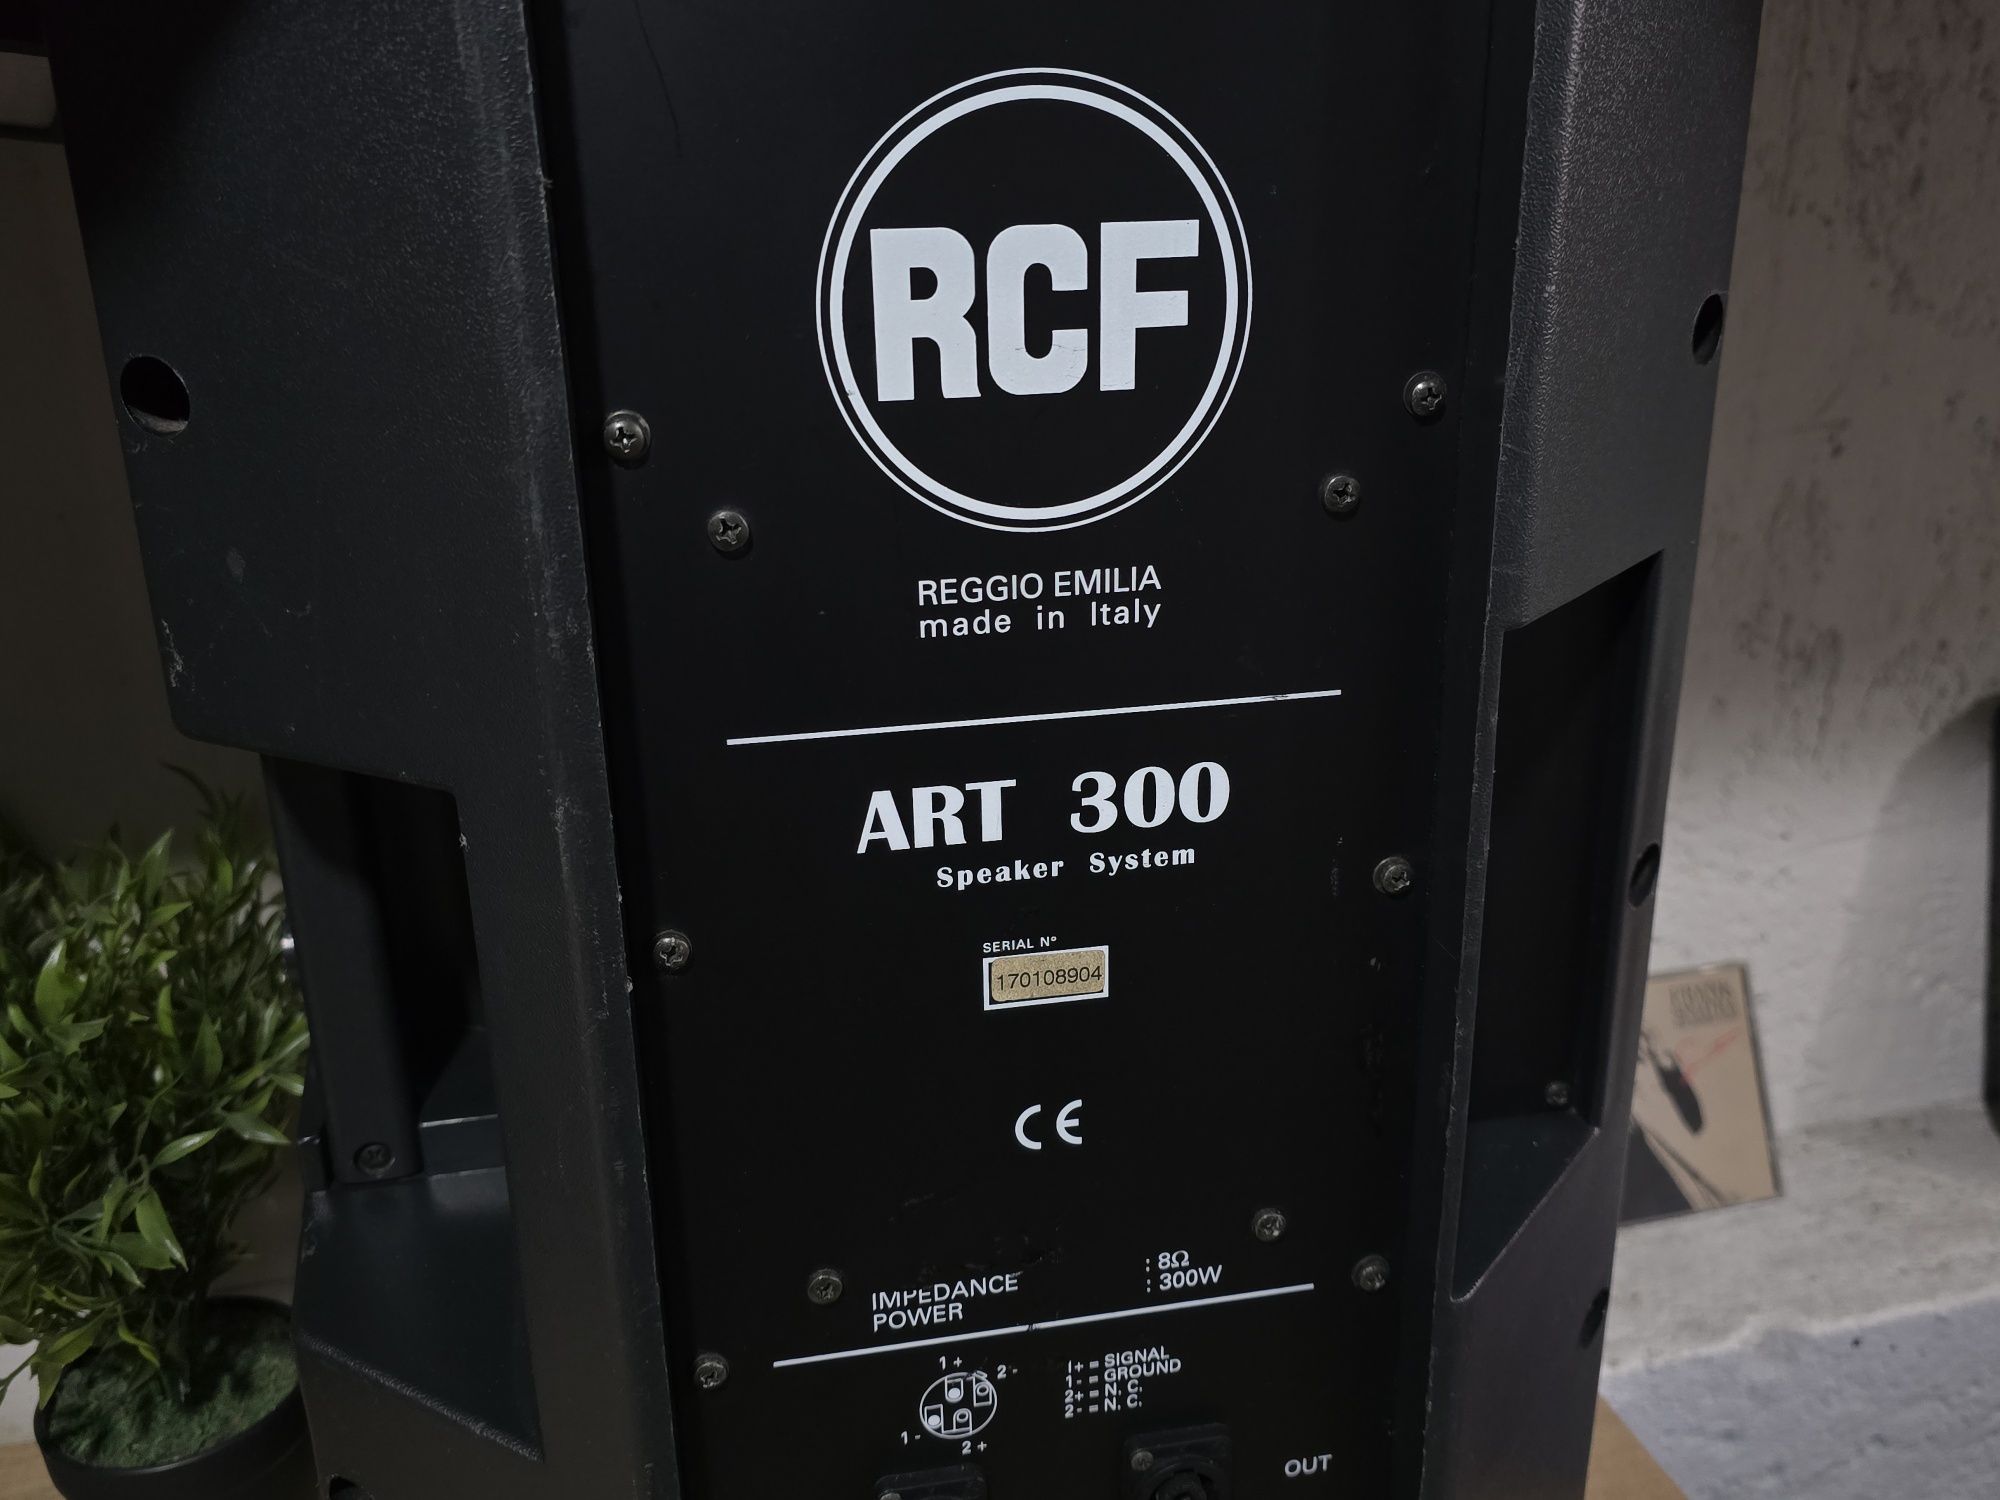 RCF
REGGIO EMILIA
made in Italy
ART 300
Speaker System
SERIAL Nº
170108904
CE
IMPEDANCE : 8Ω
POWER : 300W
1+
2-
1-
2+
1+ = SIGNAL
1- = GROUND
2+ = N. C.
2- = N. C.
OUT